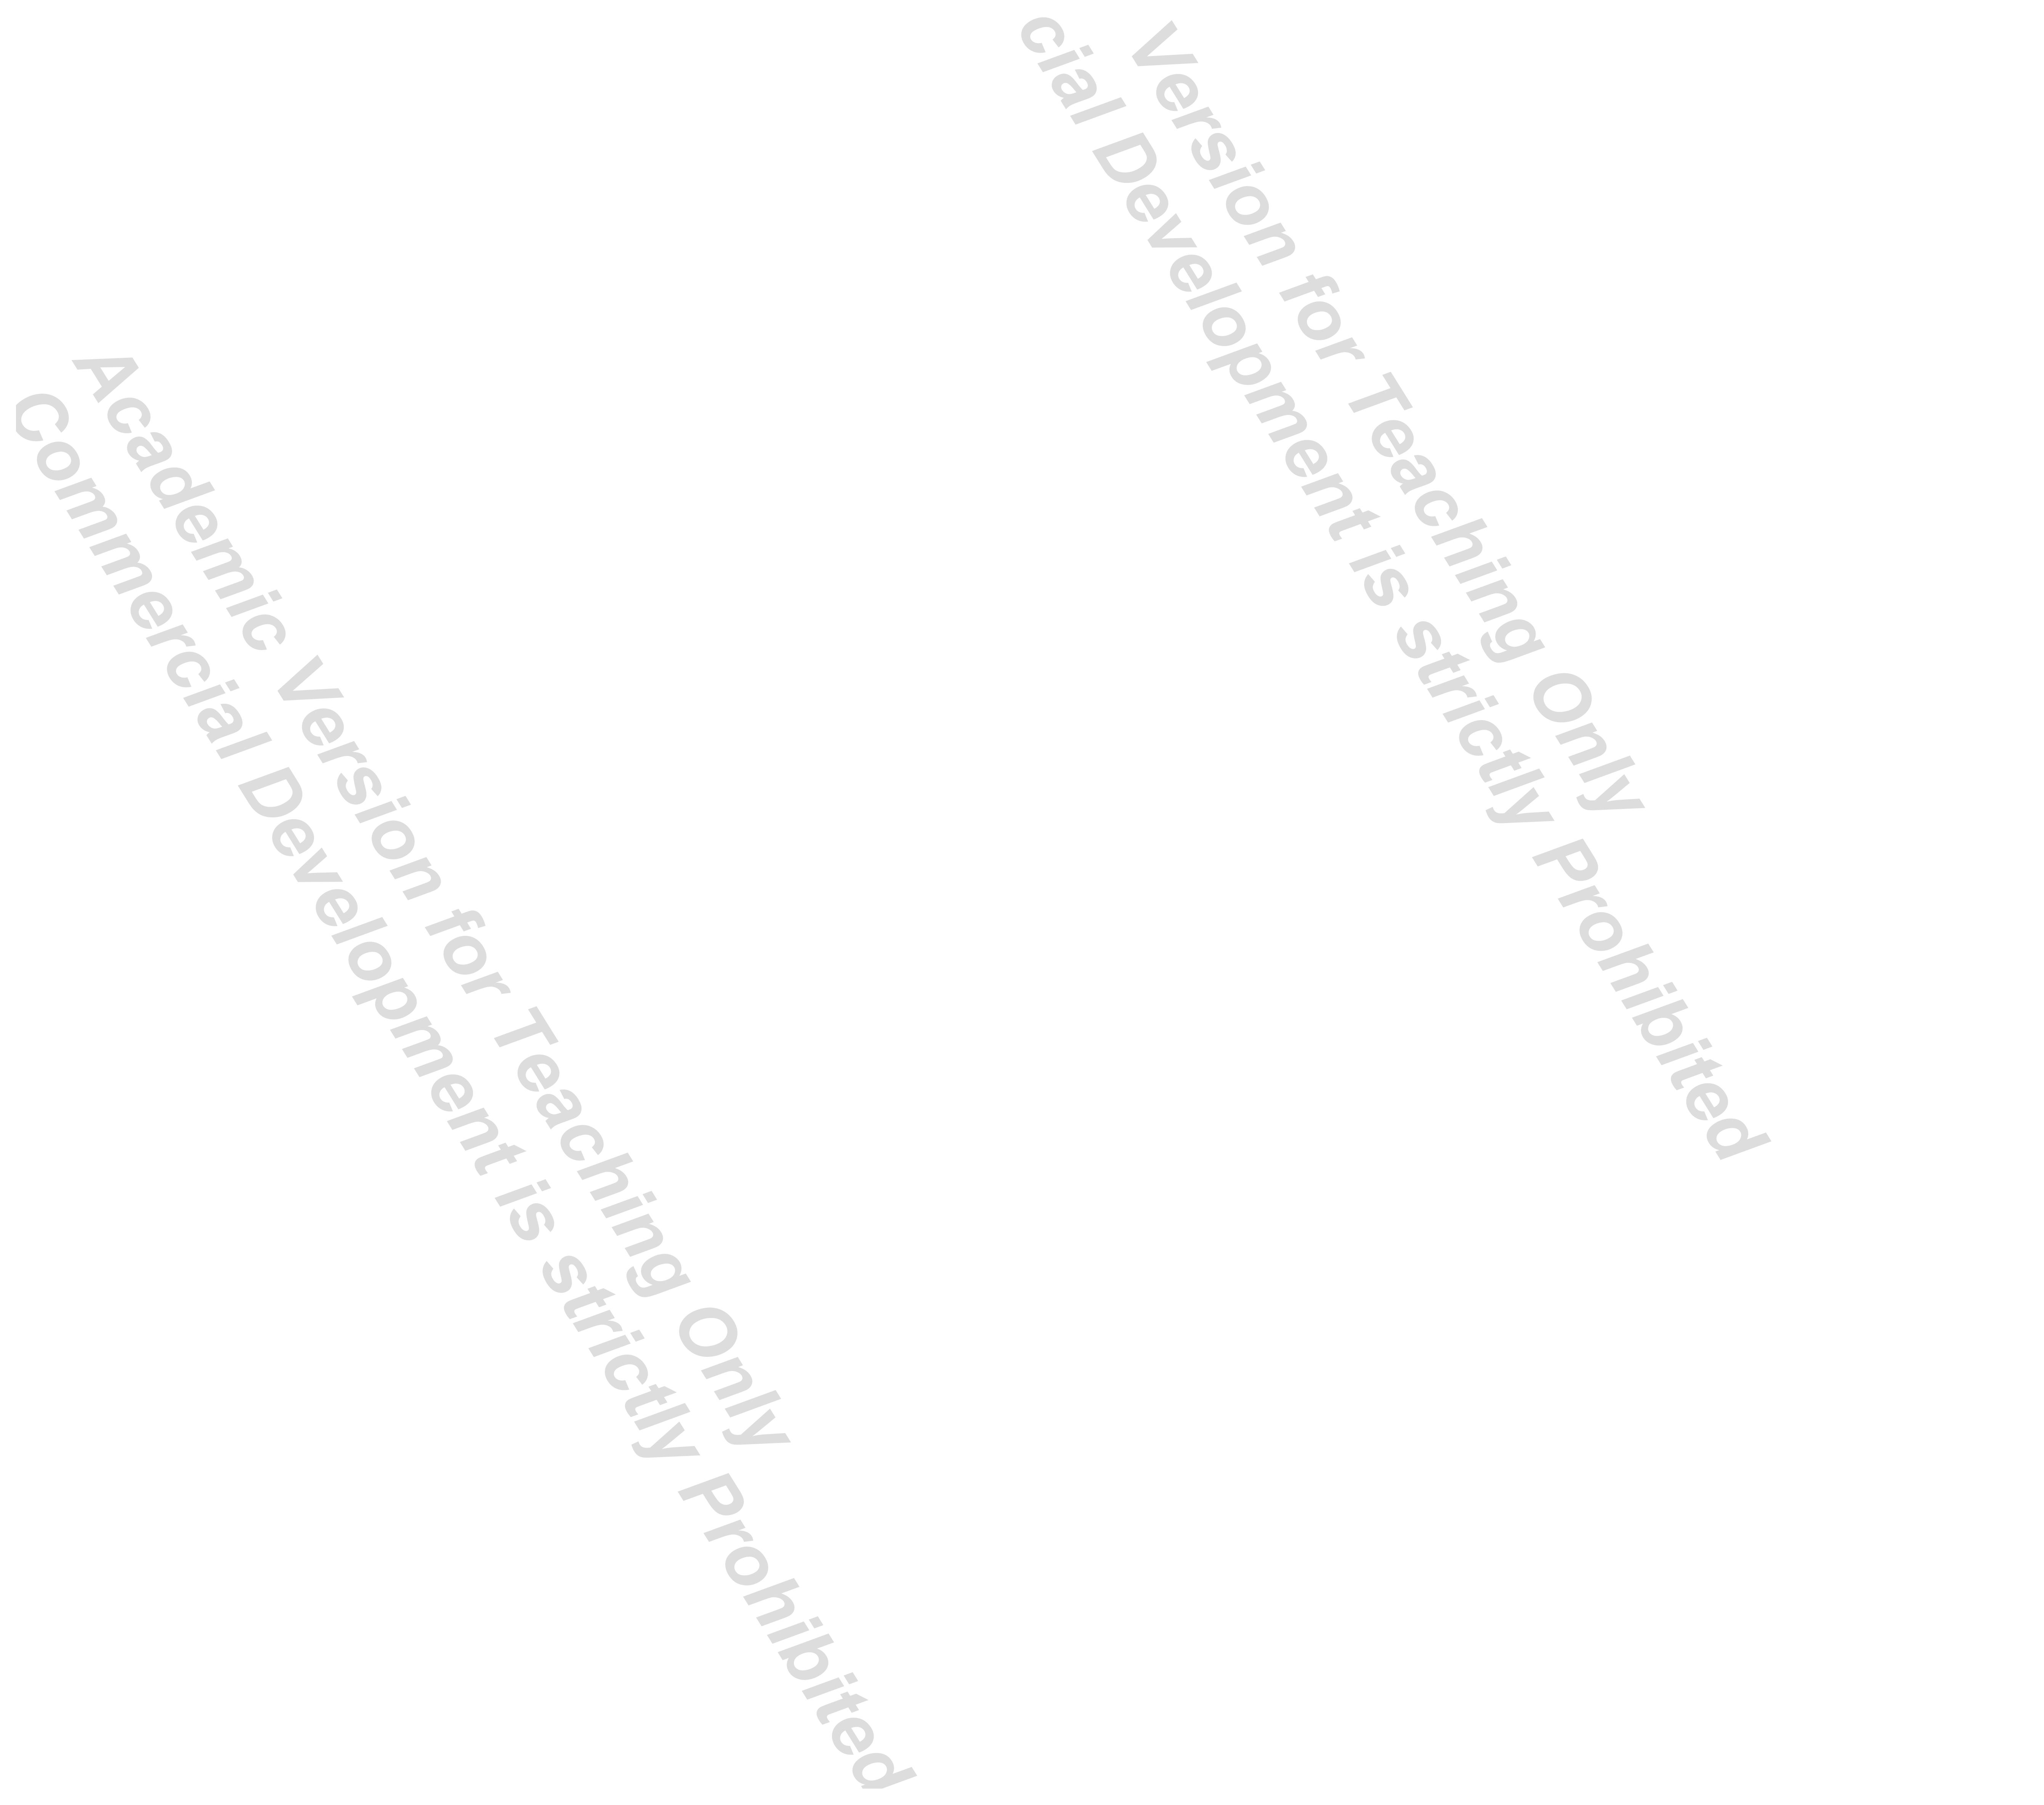 Academic Version for Teaching Only
Commercial Development is strictly Prohibited
Version for Teaching Only
cial Development is strictly Prohibited